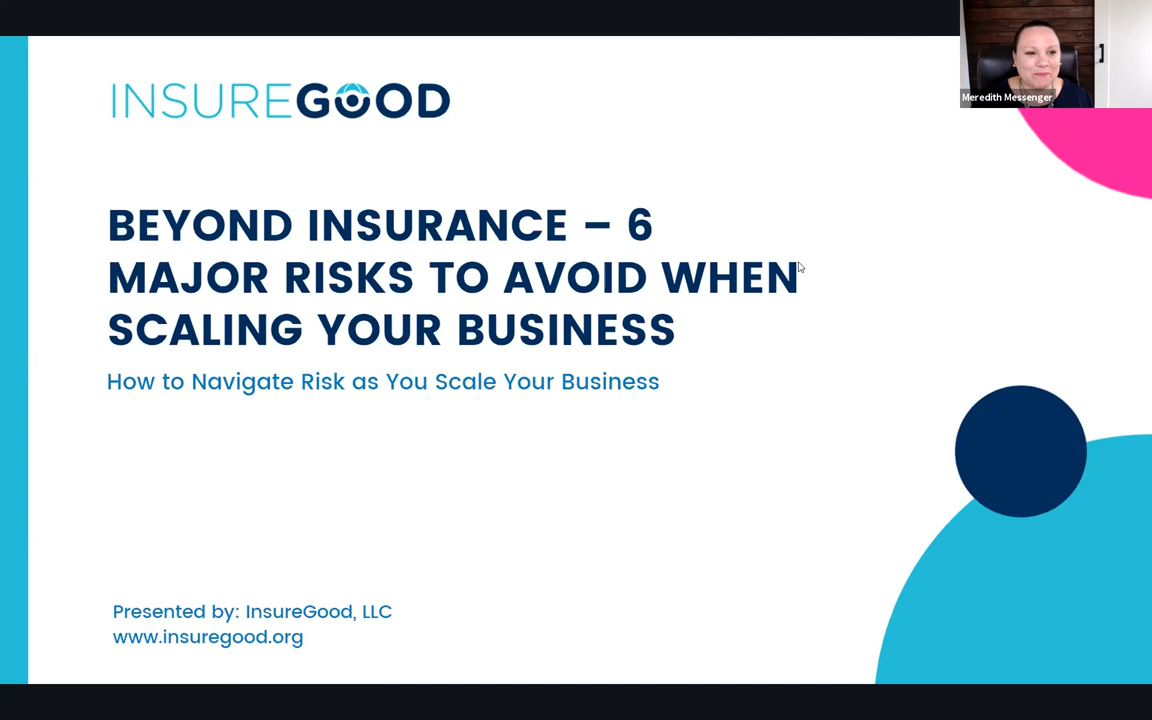 INSUREGOOD
Meredith Messenger
BEYOND INSURANCE – 6
MAJOR RISKS TO AVOID WHEN
SCALING YOUR BUSINESS
How to Navigate Risk as You Scale Your Business
Presented by: InsureGood, LLC
www.insuregood.org